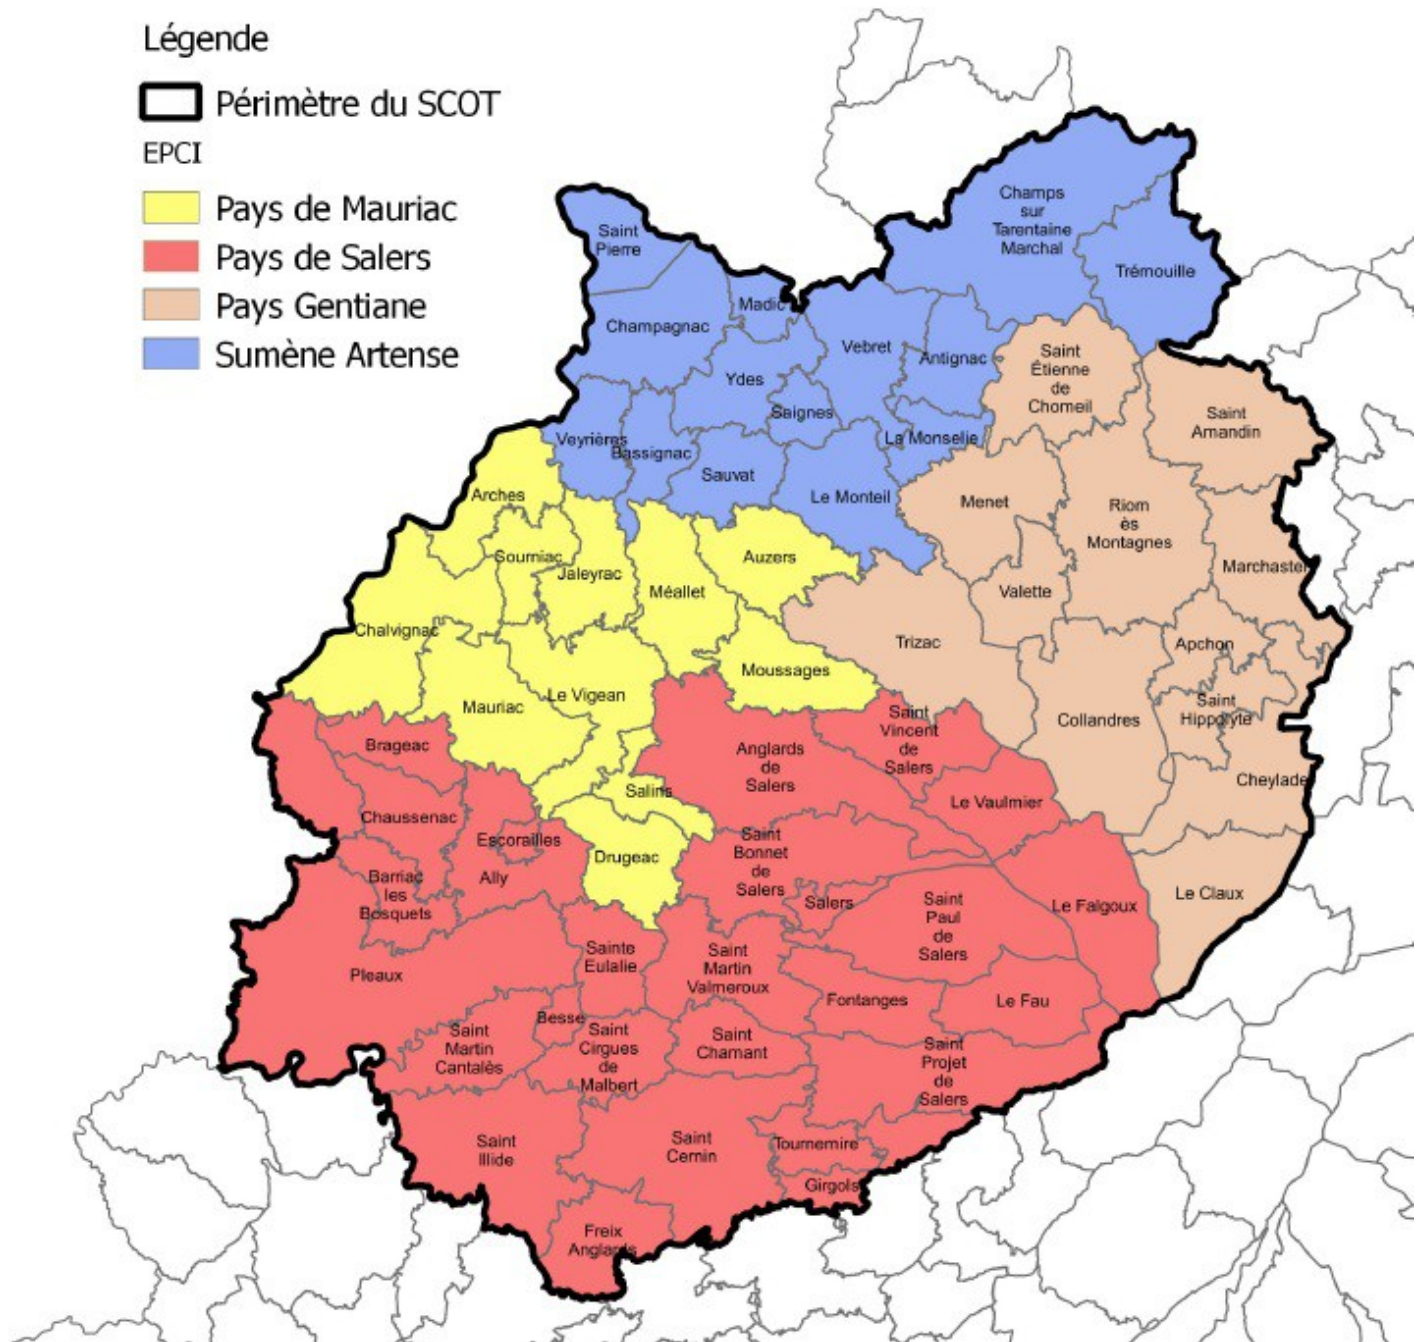 Légende
Périmètre du SCOT
EPCI
Pays de Mauriac
Pays de Salers
Pays Gentiane
Sumène Artense
Champs
sur
Tarentaine
Marchal
Saint
Pierre
Trémouille
Madic
Champagnac
Vebret
Antignac
Saint
Étienne
de
Chomeil
Ydes
Saignes
Saint
Amandin
Veyrières
Bassignac
La Monselie
Sauvat
Le Monteil
Arches
Menet
Riom
ès
Montagnes
Sourniac
Jaleyrac
Auzers
Marchastel
Méallet
Valette
Chalvignac
Trizac
Apchon
Moussages
Le Vigean
Mauriac
Saint
Hippolyte
Collandres
Saint
Vincent
de
Salers
Brageac
Anglards
de
Salers
Cheylade
Salins
Le Vaulmier
Chaussenac
Escorailles
Saint
Bonnet
de
Salers
Drugeac
Ally
Barriac
les
Bosquets
Le Claux
Salers
Saint
Paul
de
Salers
Le Falgoux
Sainte
Eulalie
Saint
Martin
Valmeroux
Pleaux
Fontanges
Le Fau
Besse
Saint
Martin
Cantalès
Saint
Cirgues
de
Malbert
Saint
Chamant
Saint
Projet
de
Salers
Saint
Illide
Saint
Cernin
Tournemire
Girgols
Freix
Anglards